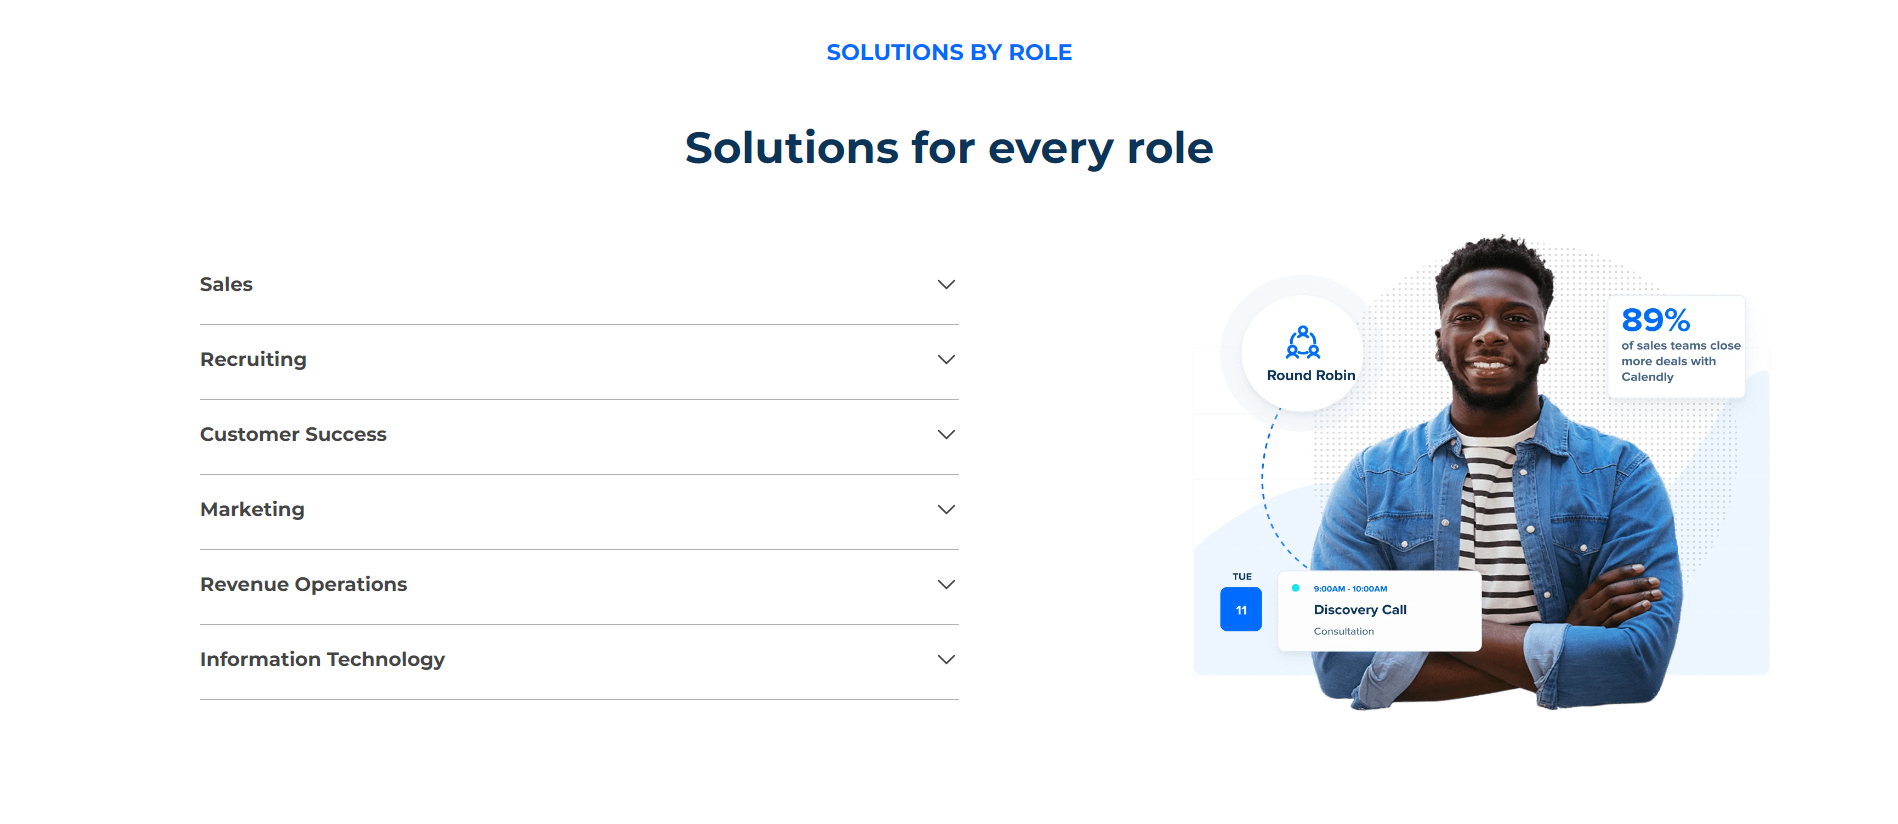 SOLUTIONS BY ROLE
Solutions for every role
Sales
Recruiting
Customer Success
Marketing
Revenue Operations
Information Technology
Round Robin
89%
of sales teams close
more deals with
Calendly
TUE
11
9:00AM - 10:00AM
Discovery Call
Consultation